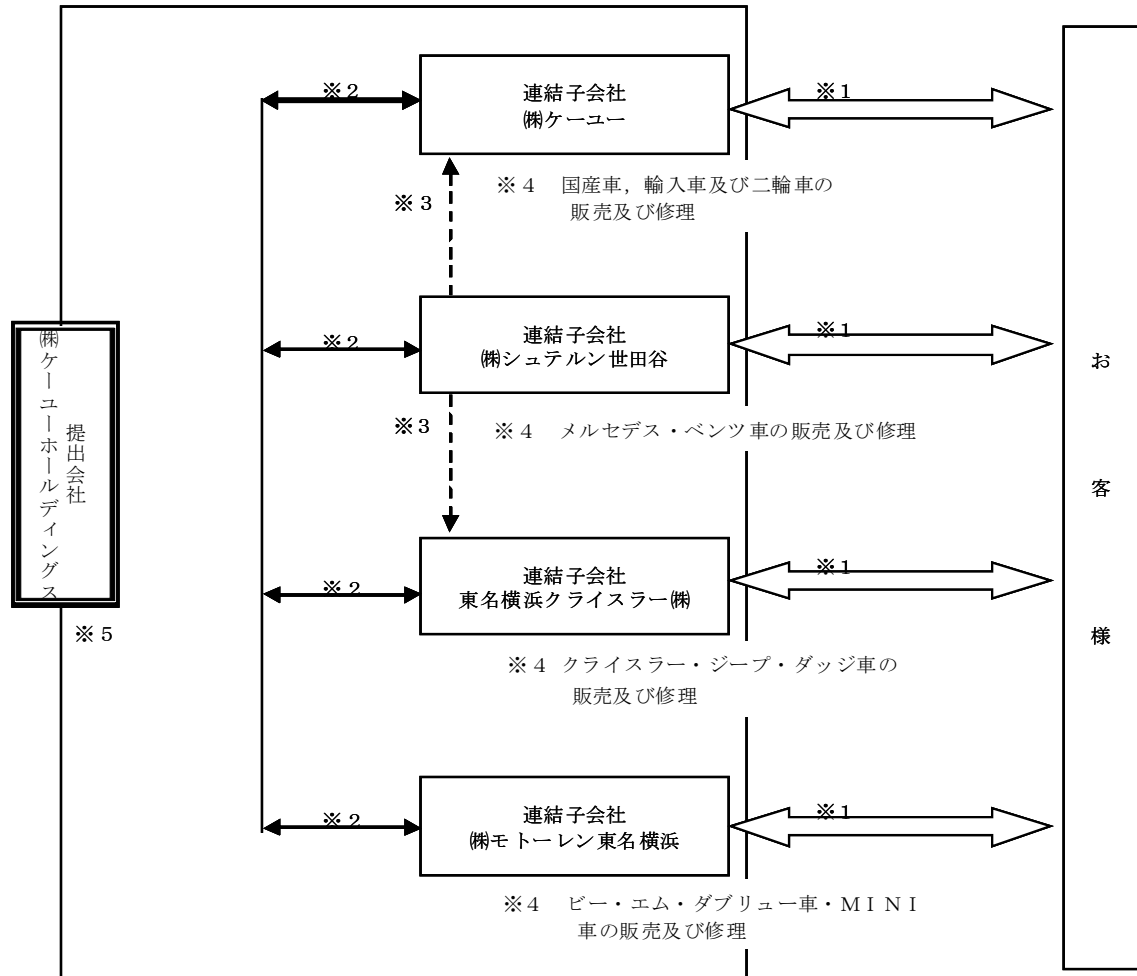 ※2
連結子会社
㈱ケーユー
※1
※4 国産車，輸入車及び二輪車の
販売及び修理
※3
提出会社
㈱ケーユーホールディングス
※5
※2
連結子会社
㈱シュテルン世田谷
※1
※4 メルセデス・ベンツ車の販売及び修理
※3
※2
連結子会社
東名横浜クライスラー㈱
※1
※4 クライスラー・ジープ・ダッジ車の
販売及び修理
※2
連結子会社
㈱モトーレン東名横浜
※1
※4 ビー・エム・ダブリュー車・ＭＩＮＩ
車の販売及び修理
お客様